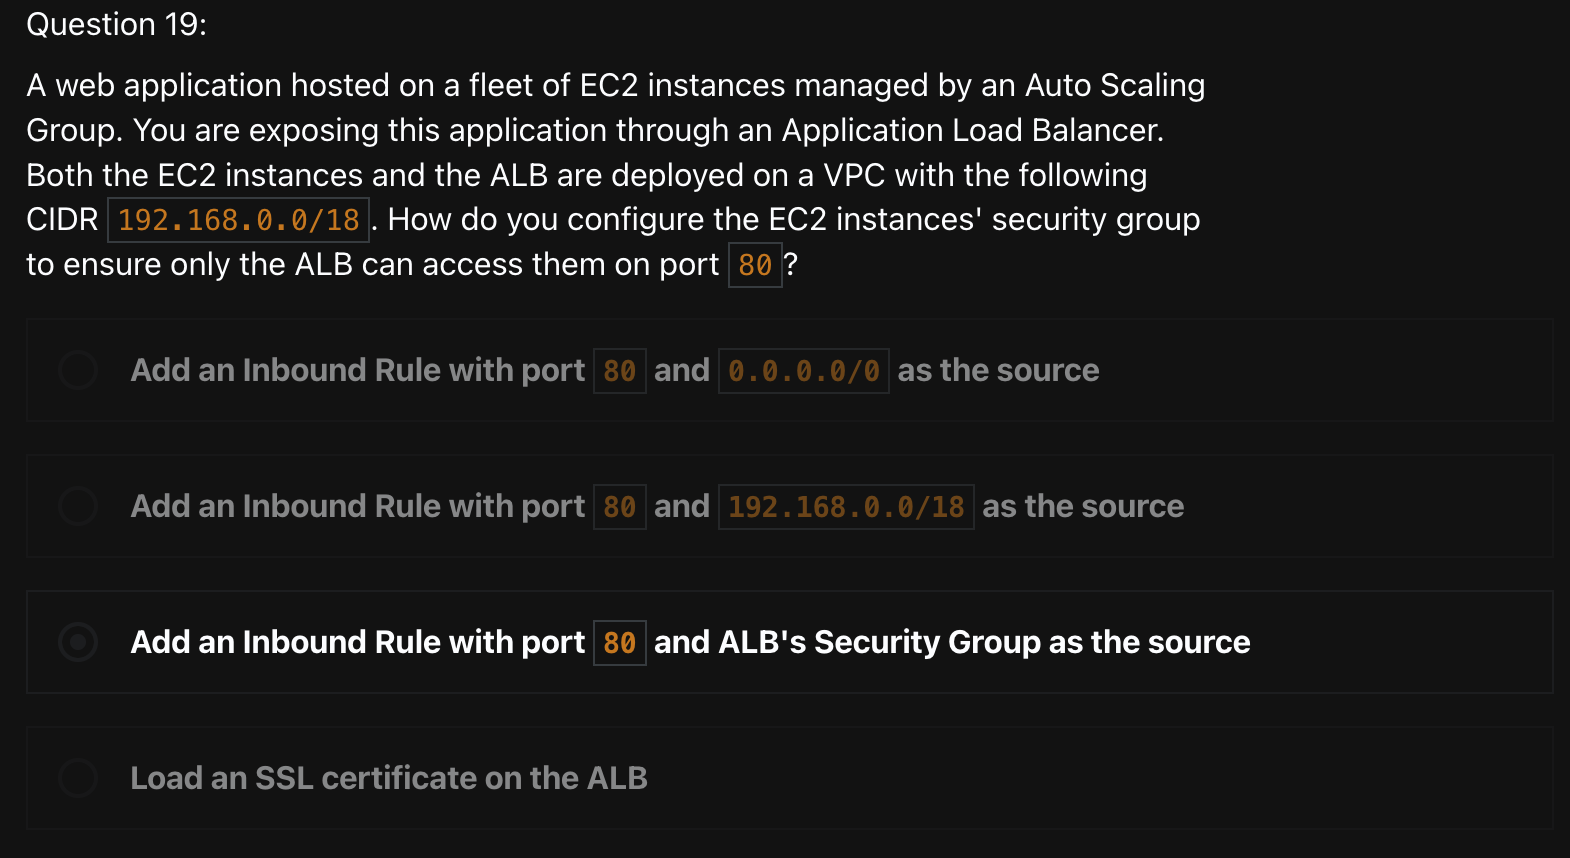 Question 19:
A web application hosted on a fleet of EC2 instances managed by an Auto Scaling
Group. You are exposing this application through an Application Load Balancer.
Both the EC2 instances and the ALB are deployed on a VPC with the following
CIDR 192.168.0.0/18. How do you configure the EC2 instances' security group
to ensure only the ALB can access them on port 80?
Add an Inbound Rule with port 80 and 0.0.0.0/0 as the source
Add an Inbound Rule with port 80 and 192.168.0.0/18 as the source
Add an Inbound Rule with port 80 and ALB's Security Group as the source
Load an SSL certificate on the ALB